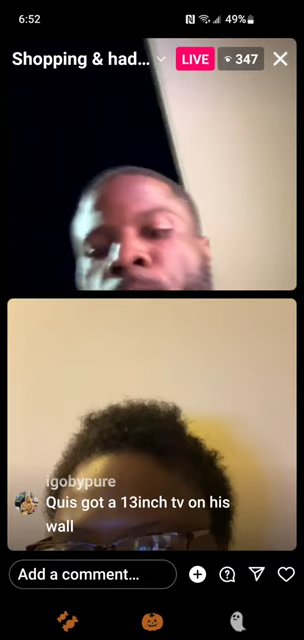 6:52 49%
Shopping & had... LIVE 347
igobypure
Quis got a 13inch tv on his
wall
Add a comment...